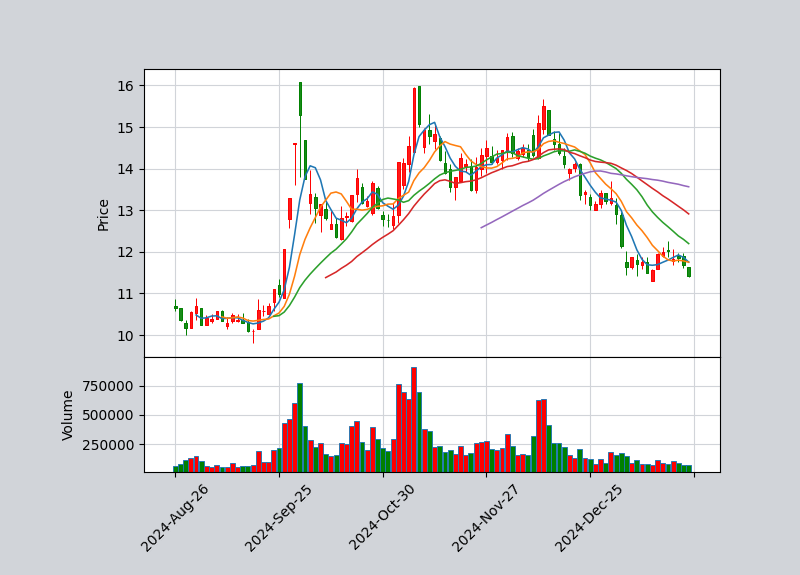 Price
16
15
14
13
12
11
10
Volume
750000
500000
250000
2024-Aug-26
2024-Sep-25
2024-Oct-30
2024-Nov-27
2024-Dec-25